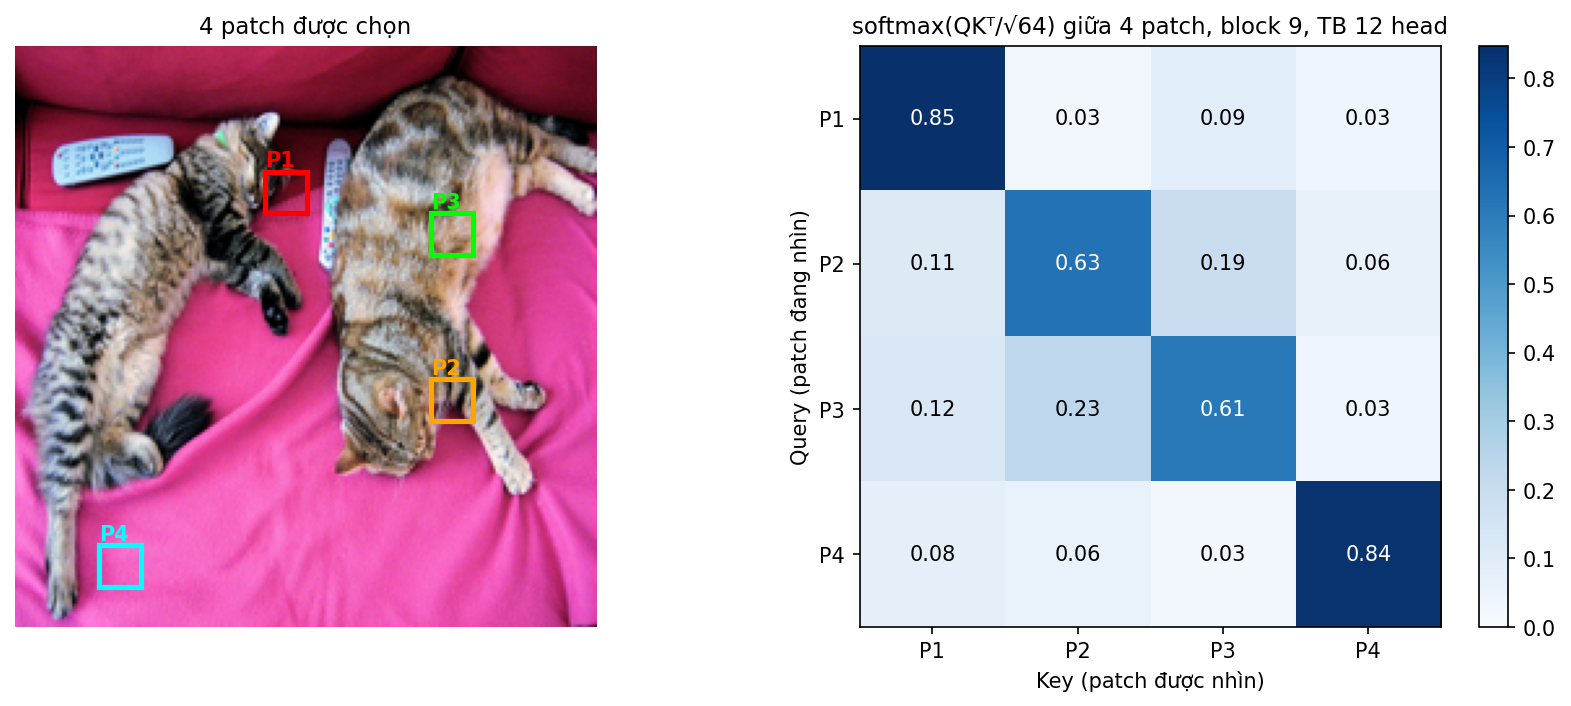 4 patch được chọn
P1
P3
P2
P4
softmax(QKᵀ/√64) giữa 4 patch, block 9, TB 12 head
Query (patch đang nhìn)
P1 0.85 0.03 0.09 0.03
P2 0.11 0.63 0.19 0.06
P3 0.12 0.23 0.61 0.03
P4 0.08 0.06 0.03 0.84
P1 P2 P3 P4
Key (patch được nhìn)
0.8
0.7
0.6
0.5
0.4
0.3
0.2
0.1
0.0